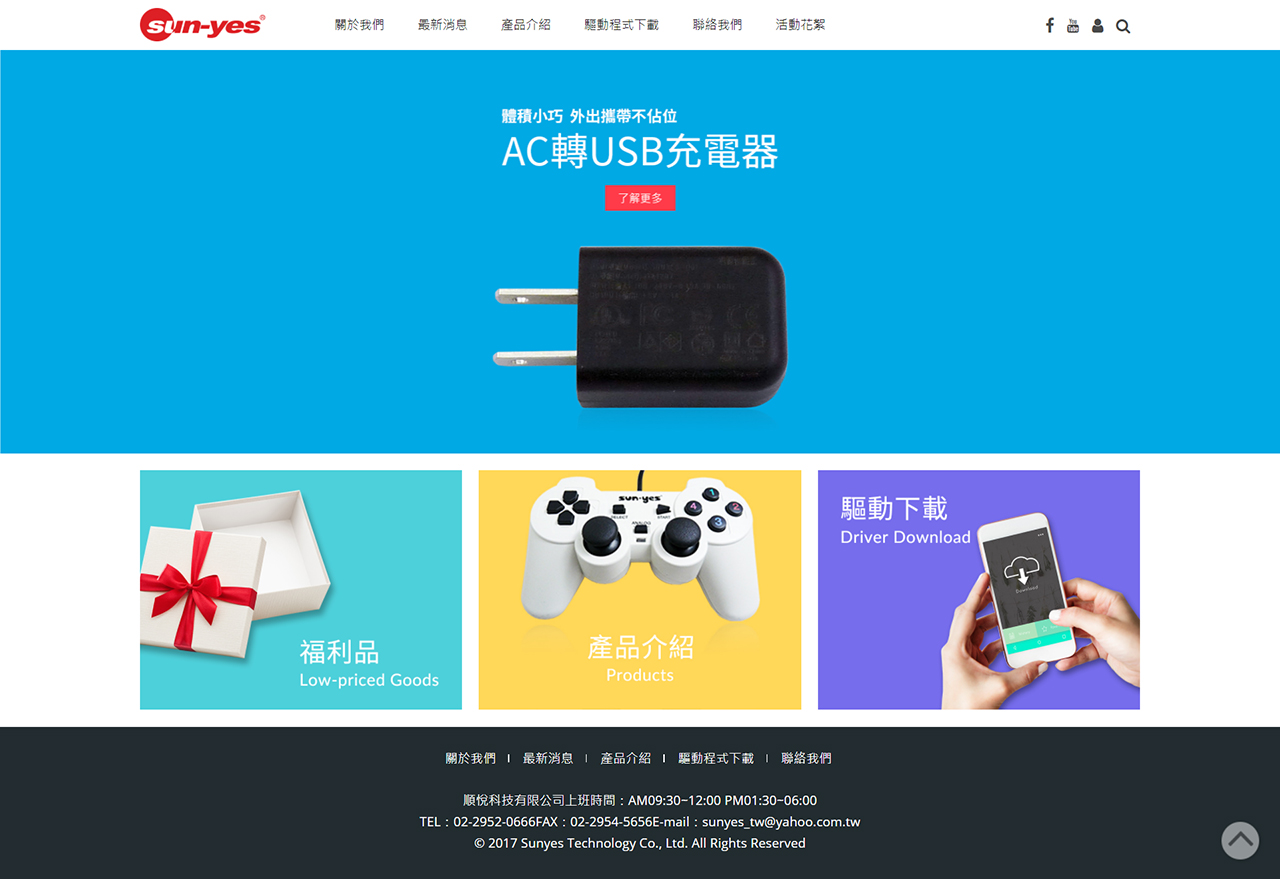 sun-yes®
關於我們 最新消息 產品介紹 驅動程式下載 聯絡我們 活動花絮
體積小巧 外出攜帶不佔位
AC轉USB充電器
了解更多
福利品
Low-priced Goods
sun-yes
SELECT
START
ANALOG
1
2
3
4
產品介紹
Products
驅動下載
Driver Download
Download
關於我們 | 最新消息 | 產品介紹 | 驅動程式下載 | 聯絡我們
順悅科技有限公司上班時間：AM09:30~12:00 PM01:30~06:00
TEL：02-2952-0666FAX：02-2954-5656E-mail：sunyes_tw@yahoo.com.tw
© 2017 Sunyes Technology Co., Ltd. All Rights Reserved